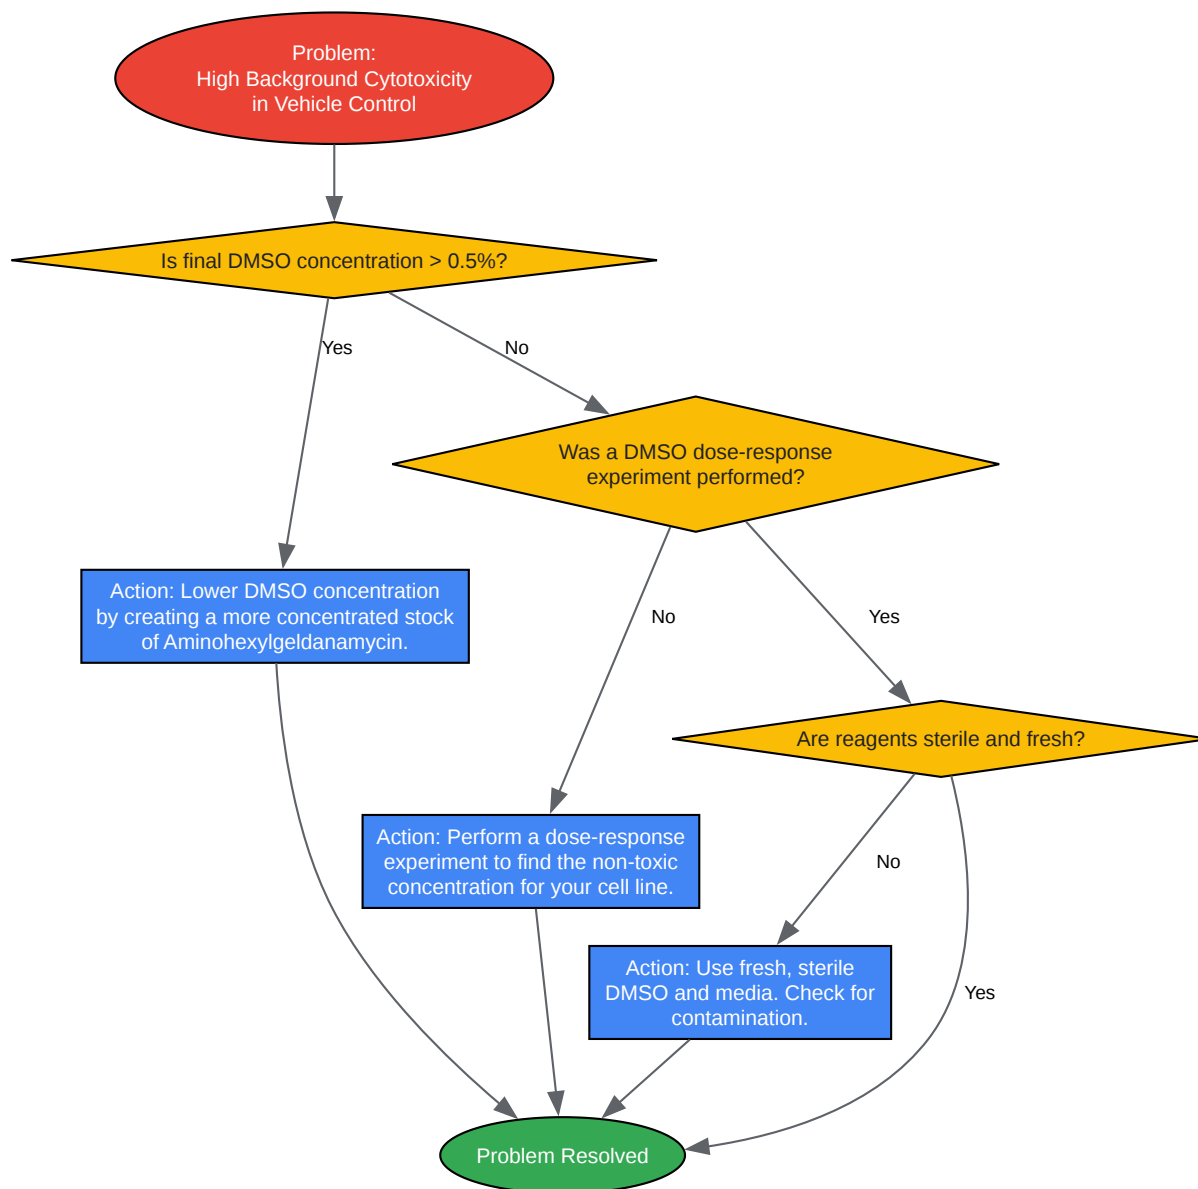 Problem:
High Background Cytotoxicity
in Vehicle Control
Is final DMSO concentration > 0.5%?
Yes
No
Was a DMSO dose-response
experiment performed?
Action: Lower DMSO concentration
by creating a more concentrated stock
of Aminohexylgeldanamycin.
No
Yes
Are reagents sterile and fresh?
Action: Perform a dose-response
experiment to find the non-toxic
concentration for your cell line.
No
Action: Use fresh, sterile
DMSO and media. Check for
contamination.
Yes
Problem Resolved